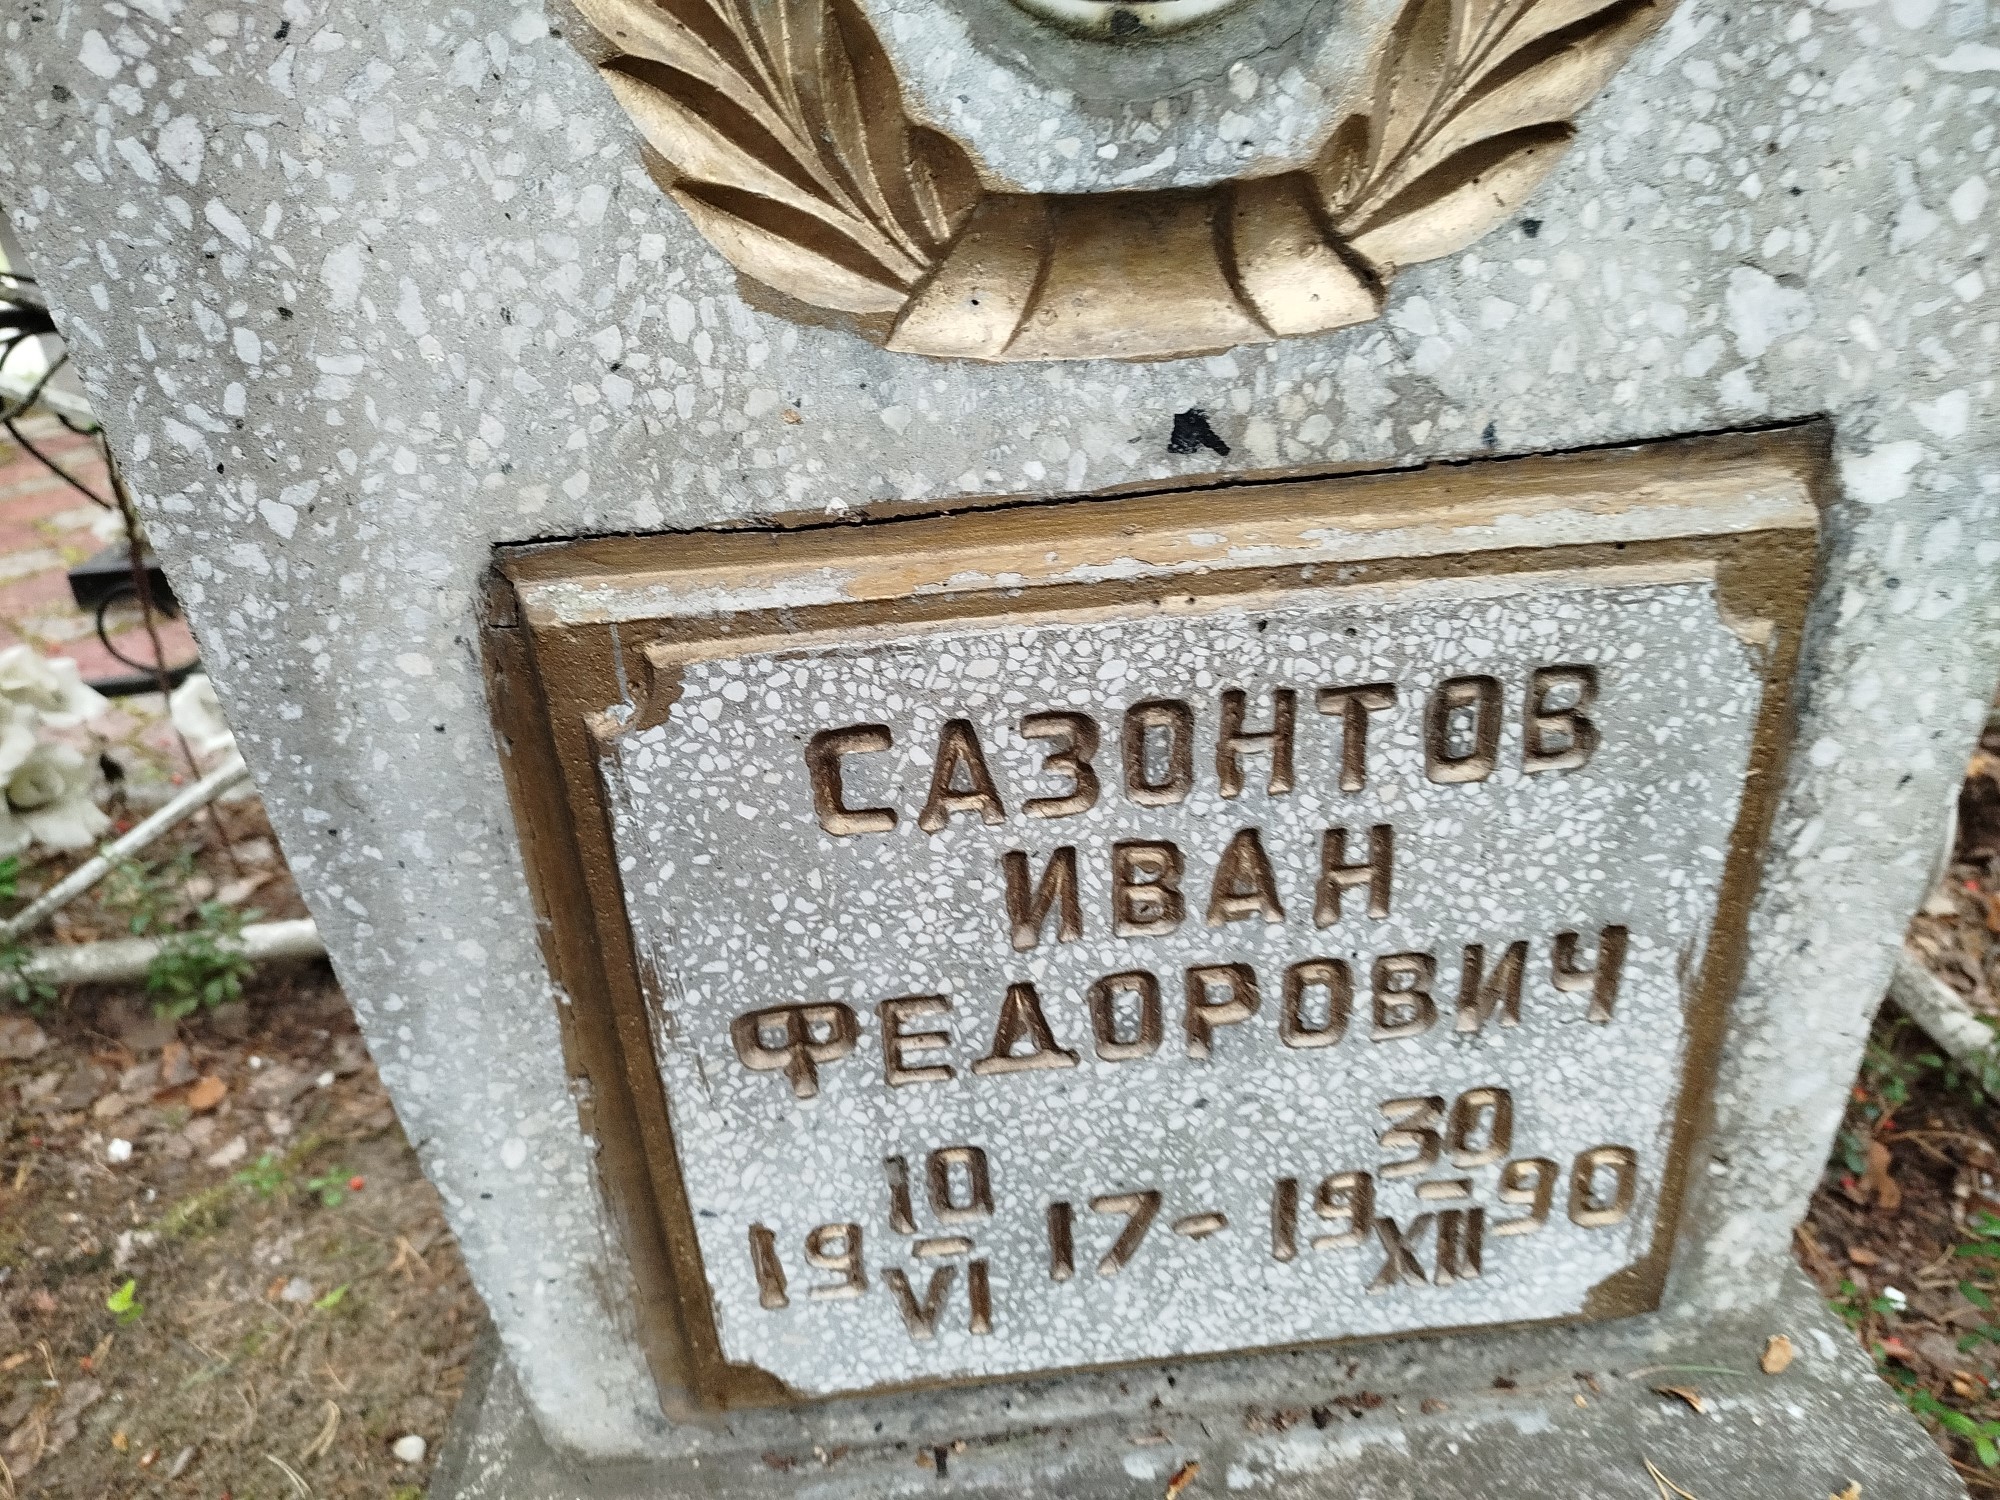 САЗОНТОВ
ИВАН
ФЕДОРОВИЧ
19 10/VI 17 - 19 30/XII 90